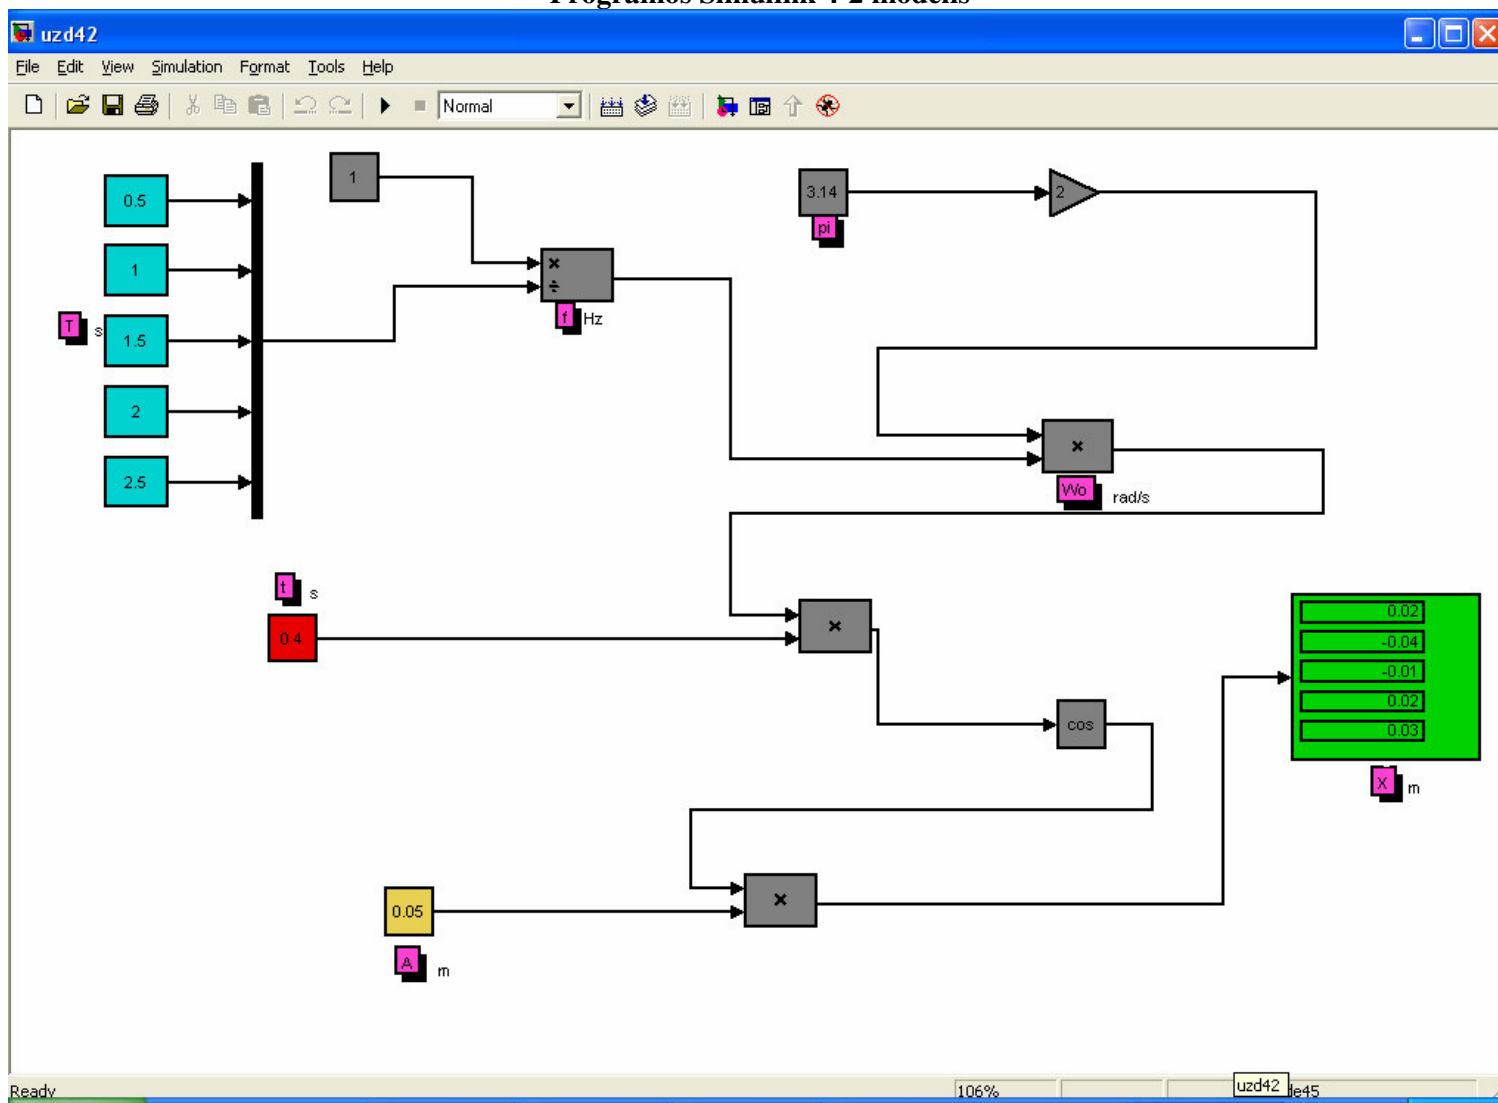 uzd42
File Edit View Simulation Format Tools Help
Normal
0.5
1
1.5
2
2.5
T s
1
× ÷
f Hz
3.14
pi
2
×
Wo rad/s
t s
0.4
×
cos
0.05
A m
×
0.02
-0.04
-0.01
0.02
0.03
X m
Ready
106%
uzd42
de45